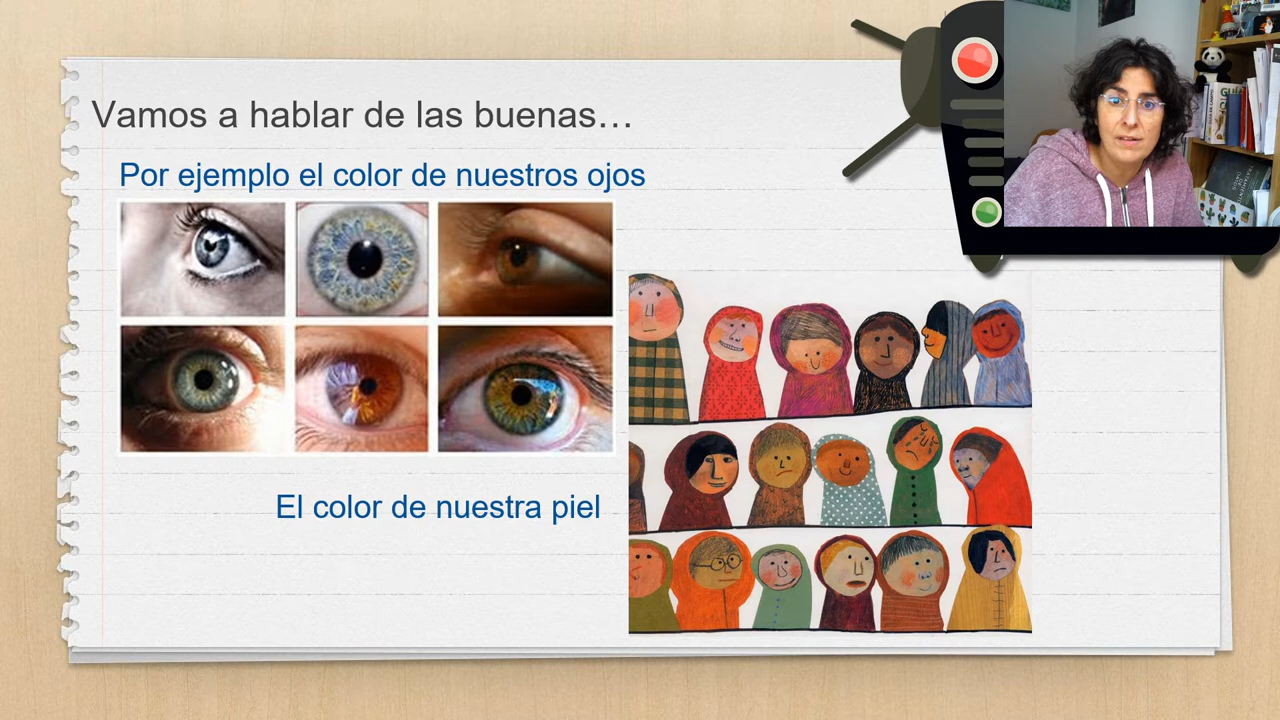 Vamos a hablar de las buenas…
Por ejemplo el color de nuestros ojos
El color de nuestra piel